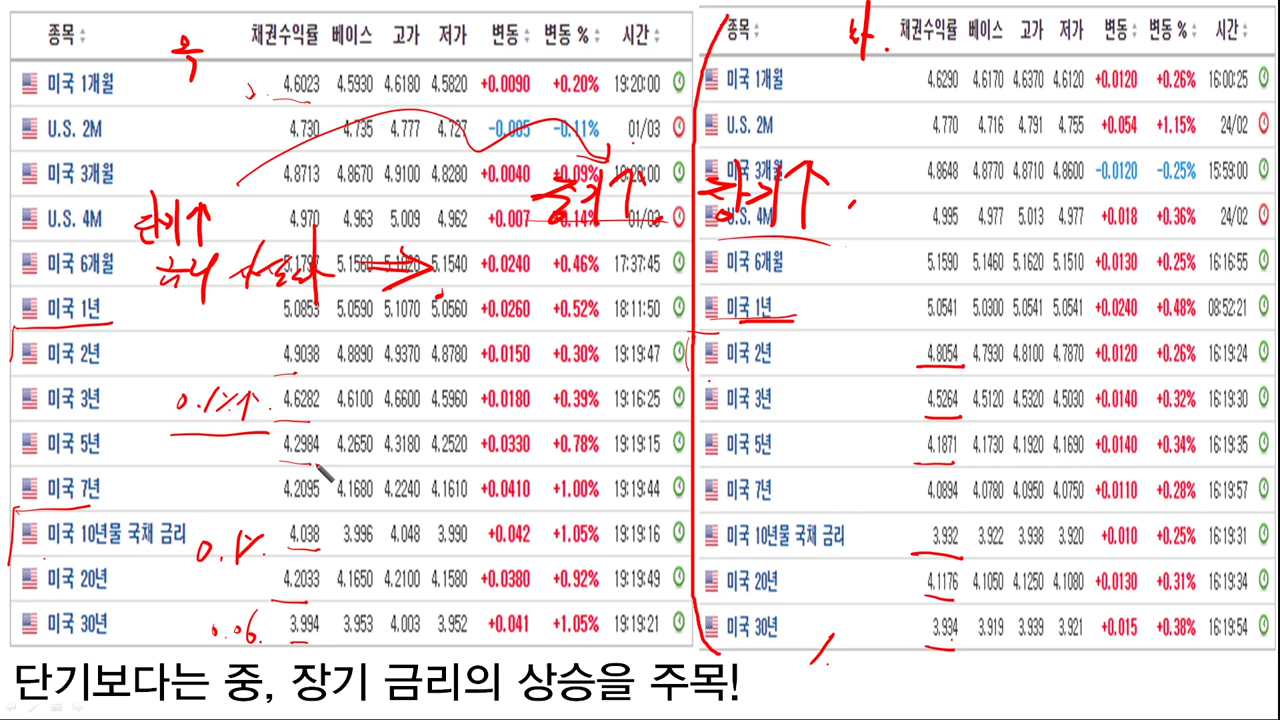 종목 채권수익률 베이스 고가 저가 변동 변동 % 시간
미국 1개월 4.6023 4.5930 4.6180 4.5820 +0.0090 +0.20% 19:20:00
U.S. 2M 4.730 4.735 4.777 4.727 -0.005 -0.11% 01/03
미국 3개월 4.8713 4.8670 4.9100 4.8280 +0.0040 +0.09%
U.S. 4M 4.970 4.963 5.009 4.962 +0.007 +0.14% 01/03
미국 6개월 5.1560 5.1540 +0.0240 +0.46% 17:37:45
미국 1년 5.0853 5.0590 5.1070 5.0560 +0.0260 +0.52% 18:11:50
미국 2년 4.9038 4.8890 4.9370 4.8780 +0.0150 +0.30% 19:19:47
미국 3년 4.6282 4.6100 4.6600 4.5960 +0.0180 +0.39% 19:16:25
미국 5년 4.2984 4.2650 4.3180 4.2520 +0.0330 +0.78% 19:19:15
미국 7년 4.2095 4.1680 4.2240 4.1610 +0.0410 +1.00% 19:19:44
미국 10년물 국채 금리 4.038 3.996 4.048 3.990 +0.042 +1.05% 19:19:16
미국 20년 4.2033 4.1650 4.2100 4.1580 +0.0380 +0.92% 19:19:49
미국 30년 3.994 3.953 4.003 3.952 +0.041 +1.05% 19:19:21
목
단기↑
중기↑
0.1%↑
0.1%
0.06.
종목 채권수익률 베이스 고가 저가 변동 변동 % 시간
미국 1개월 4.6290 4.6170 4.6370 4.6120 +0.0120 +0.26% 16:00:25
U.S. 2M 4.770 4.716 4.791 4.755 +0.054 +1.15% 24/02
미국 3개월 4.8648 4.8770 4.8810 4.8600 -0.0120 -0.25% 15:59:00
U.S. 4M 4.995 4.977 5.013 4.977 +0.018 +0.36% 24/02
미국 6개월 5.1590 5.1460 5.1620 5.1510 +0.0130 +0.25% 16:16:55
미국 1년 5.0541 5.0300 5.0541 5.0541 +0.0240 +0.48% 08:52:21
미국 2년 4.8054 4.7930 4.8100 4.7870 +0.0120 +0.26% 16:19:24
미국 3년 4.5264 4.5120 4.5320 4.5030 +0.0140 +0.32% 16:19:30
미국 5년 4.1871 4.1730 4.1920 4.1690 +0.0140 +0.34% 16:19:35
미국 7년 4.0894 4.0780 4.0950 4.0750 +0.0110 +0.28% 16:19:57
미국 10년물 국채 금리 3.932 3.922 3.938 3.920 +0.010 +0.25% 16:19:31
미국 20년 4.1176 4.1050 4.1250 4.1080 +0.0130 +0.31% 16:19:34
미국 30년 3.934 3.919 3.939 3.921 +0.015 +0.38% 16:19:54
장기↑
단기보다는 중, 장기 금리의 상승을 주목!